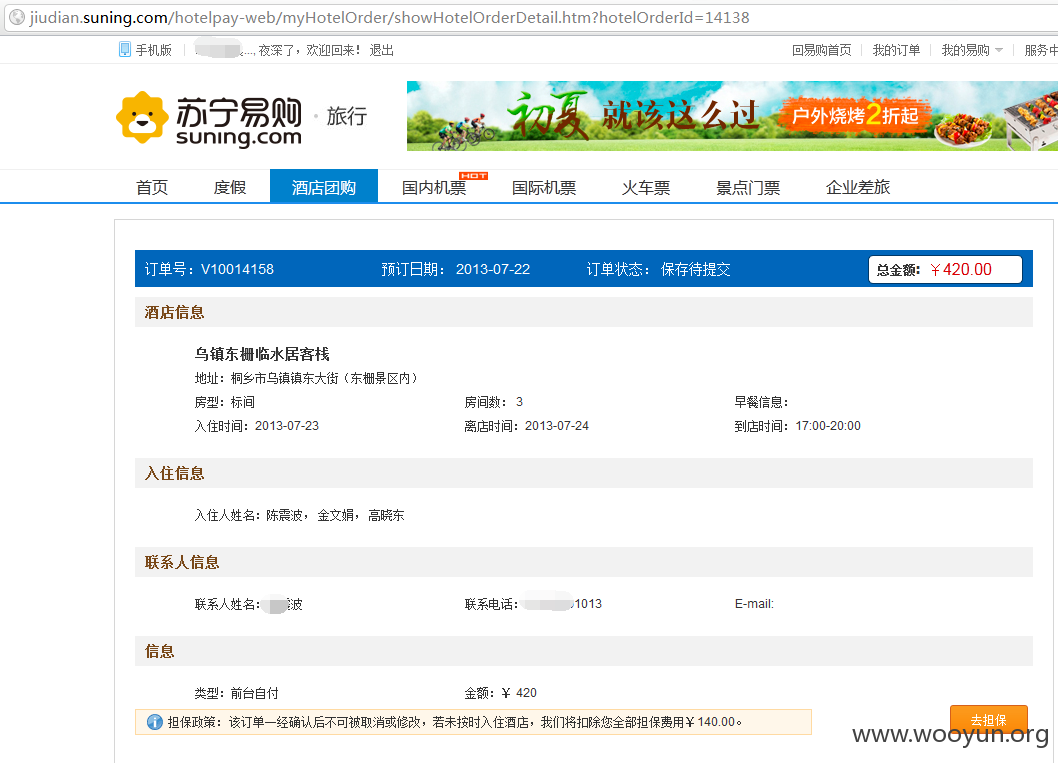 jiudian.suning.com/hotelpay-web/myHotelOrder/showHotelOrderDetail.htm?hotelOrderId=14138
手机版 ..., 夜深了，欢迎回来！ 退出 回易购首页 我的订单 我的易购 服务中
苏宁易购 · 旅行
suning.com
初夏 就该这么过 户外烧烤2折起
首页 度假 酒店团购 国内机票 HOT 国际机票 火车票 景点门票 企业差旅
订单号：V10014158 预订日期： 2013-07-22 订单状态： 保存待提交 总金额： ￥420.00
酒店信息
乌镇东栅临水居客栈
地址：桐乡市乌镇镇东大街（东栅景区内）
房型：标间 房间数： 3 早餐信息：
入住时间：2013-07-23 离店时间：2013-07-24 到店时间：17:00-20:00
入住信息
入住人姓名：陈震波， 金文娟， 高晓东
联系人信息
联系人姓名： 波 联系电话： 1013 E-mail:
信息
类型：前台自付 金额：￥ 420
担保政策：该订单一经确认后不可被取消或修改，若未按时入住酒店，我们将扣除您全部担保费用￥140.00。 去担保
www.wooyun.org